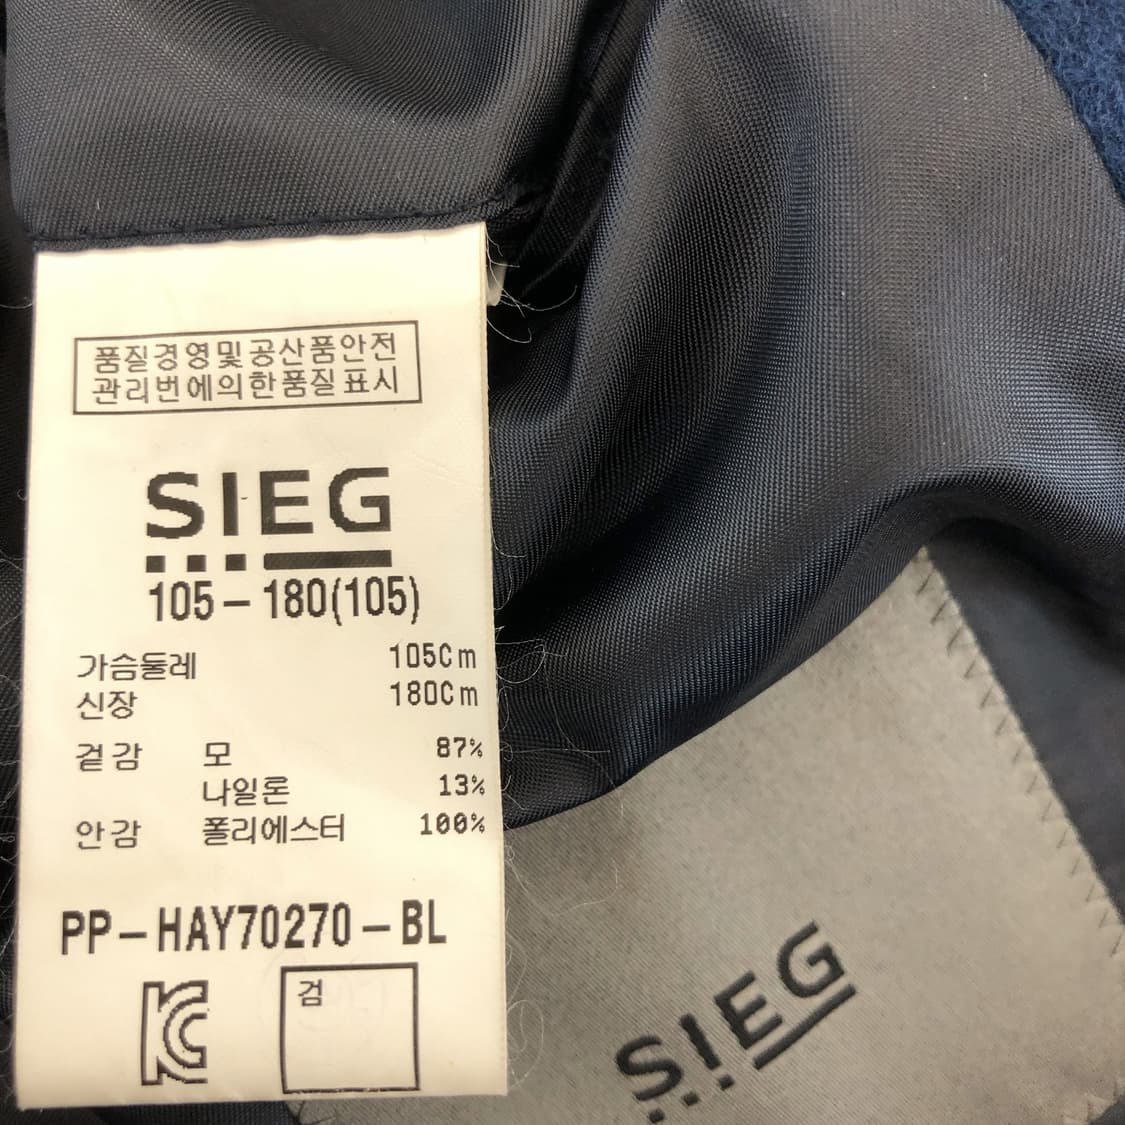 품질경영및공산품안전
관리번에의한품질표시
SIEG
105-180(105)
가슴둘레 105Cm
신장 180Cm
겉감 모 87%
나일론 13%
안감 폴리에스터 100%
PP-HAY70270-BL
KC
검
SIEG